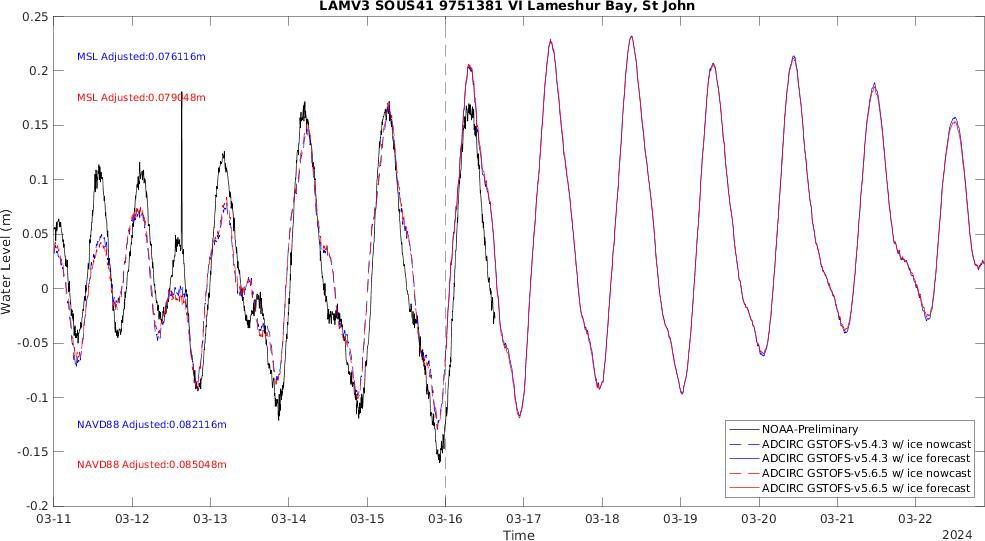 LAMV3 SOUS41 9751381 VI Lameshur Bay, St John
0.25
0.2
0.15
0.1
0.05
0
-0.05
-0.1
-0.15
-0.2
Water Level (m)
MSL Adjusted:0.076116m
MSL Adjusted:0.079048m
NAVD88 Adjusted:0.082116m
NAVD88 Adjusted:0.085048m
NOAA-Preliminary
ADCIRC GSTOFS-v5.4.3 w/ ice nowcast
ADCIRC GSTOFS-v5.4.3 w/ ice forecast
ADCIRC GSTOFS-v5.6.5 w/ ice nowcast
ADCIRC GSTOFS-v5.6.5 w/ ice forecast
03-11 03-12 03-13 03-14 03-15 03-16 03-17 03-18 03-19 03-20 03-21 03-22
Time
2024